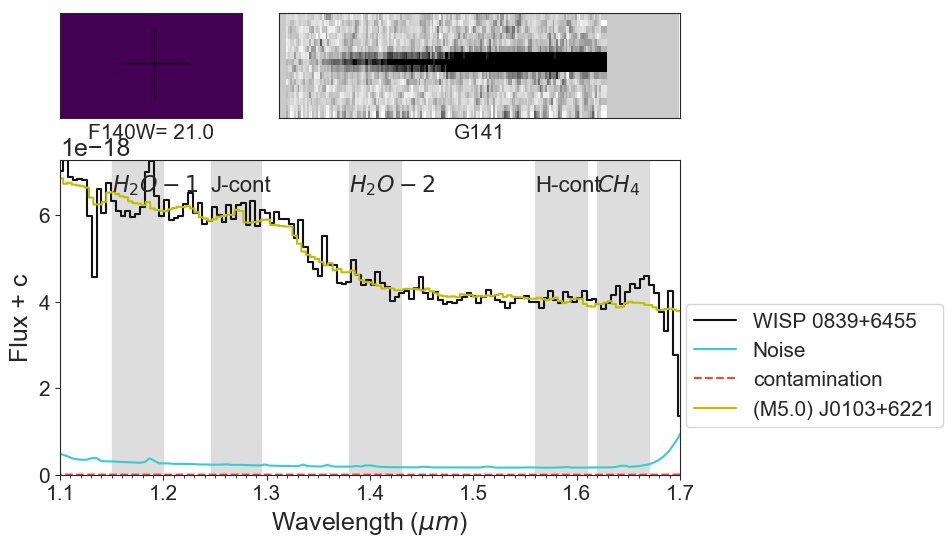 F140W= 21.0
G141
1e−18
H₂O − 1
J-cont
H₂O − 2
H-cont
CH₄
6
4
2
0
Flux + c
1.1
1.2
1.3
1.4
1.5
1.6
1.7
Wavelength (μm)
WISP 0839+6455
Noise
contamination
(M5.0) J0103+6221